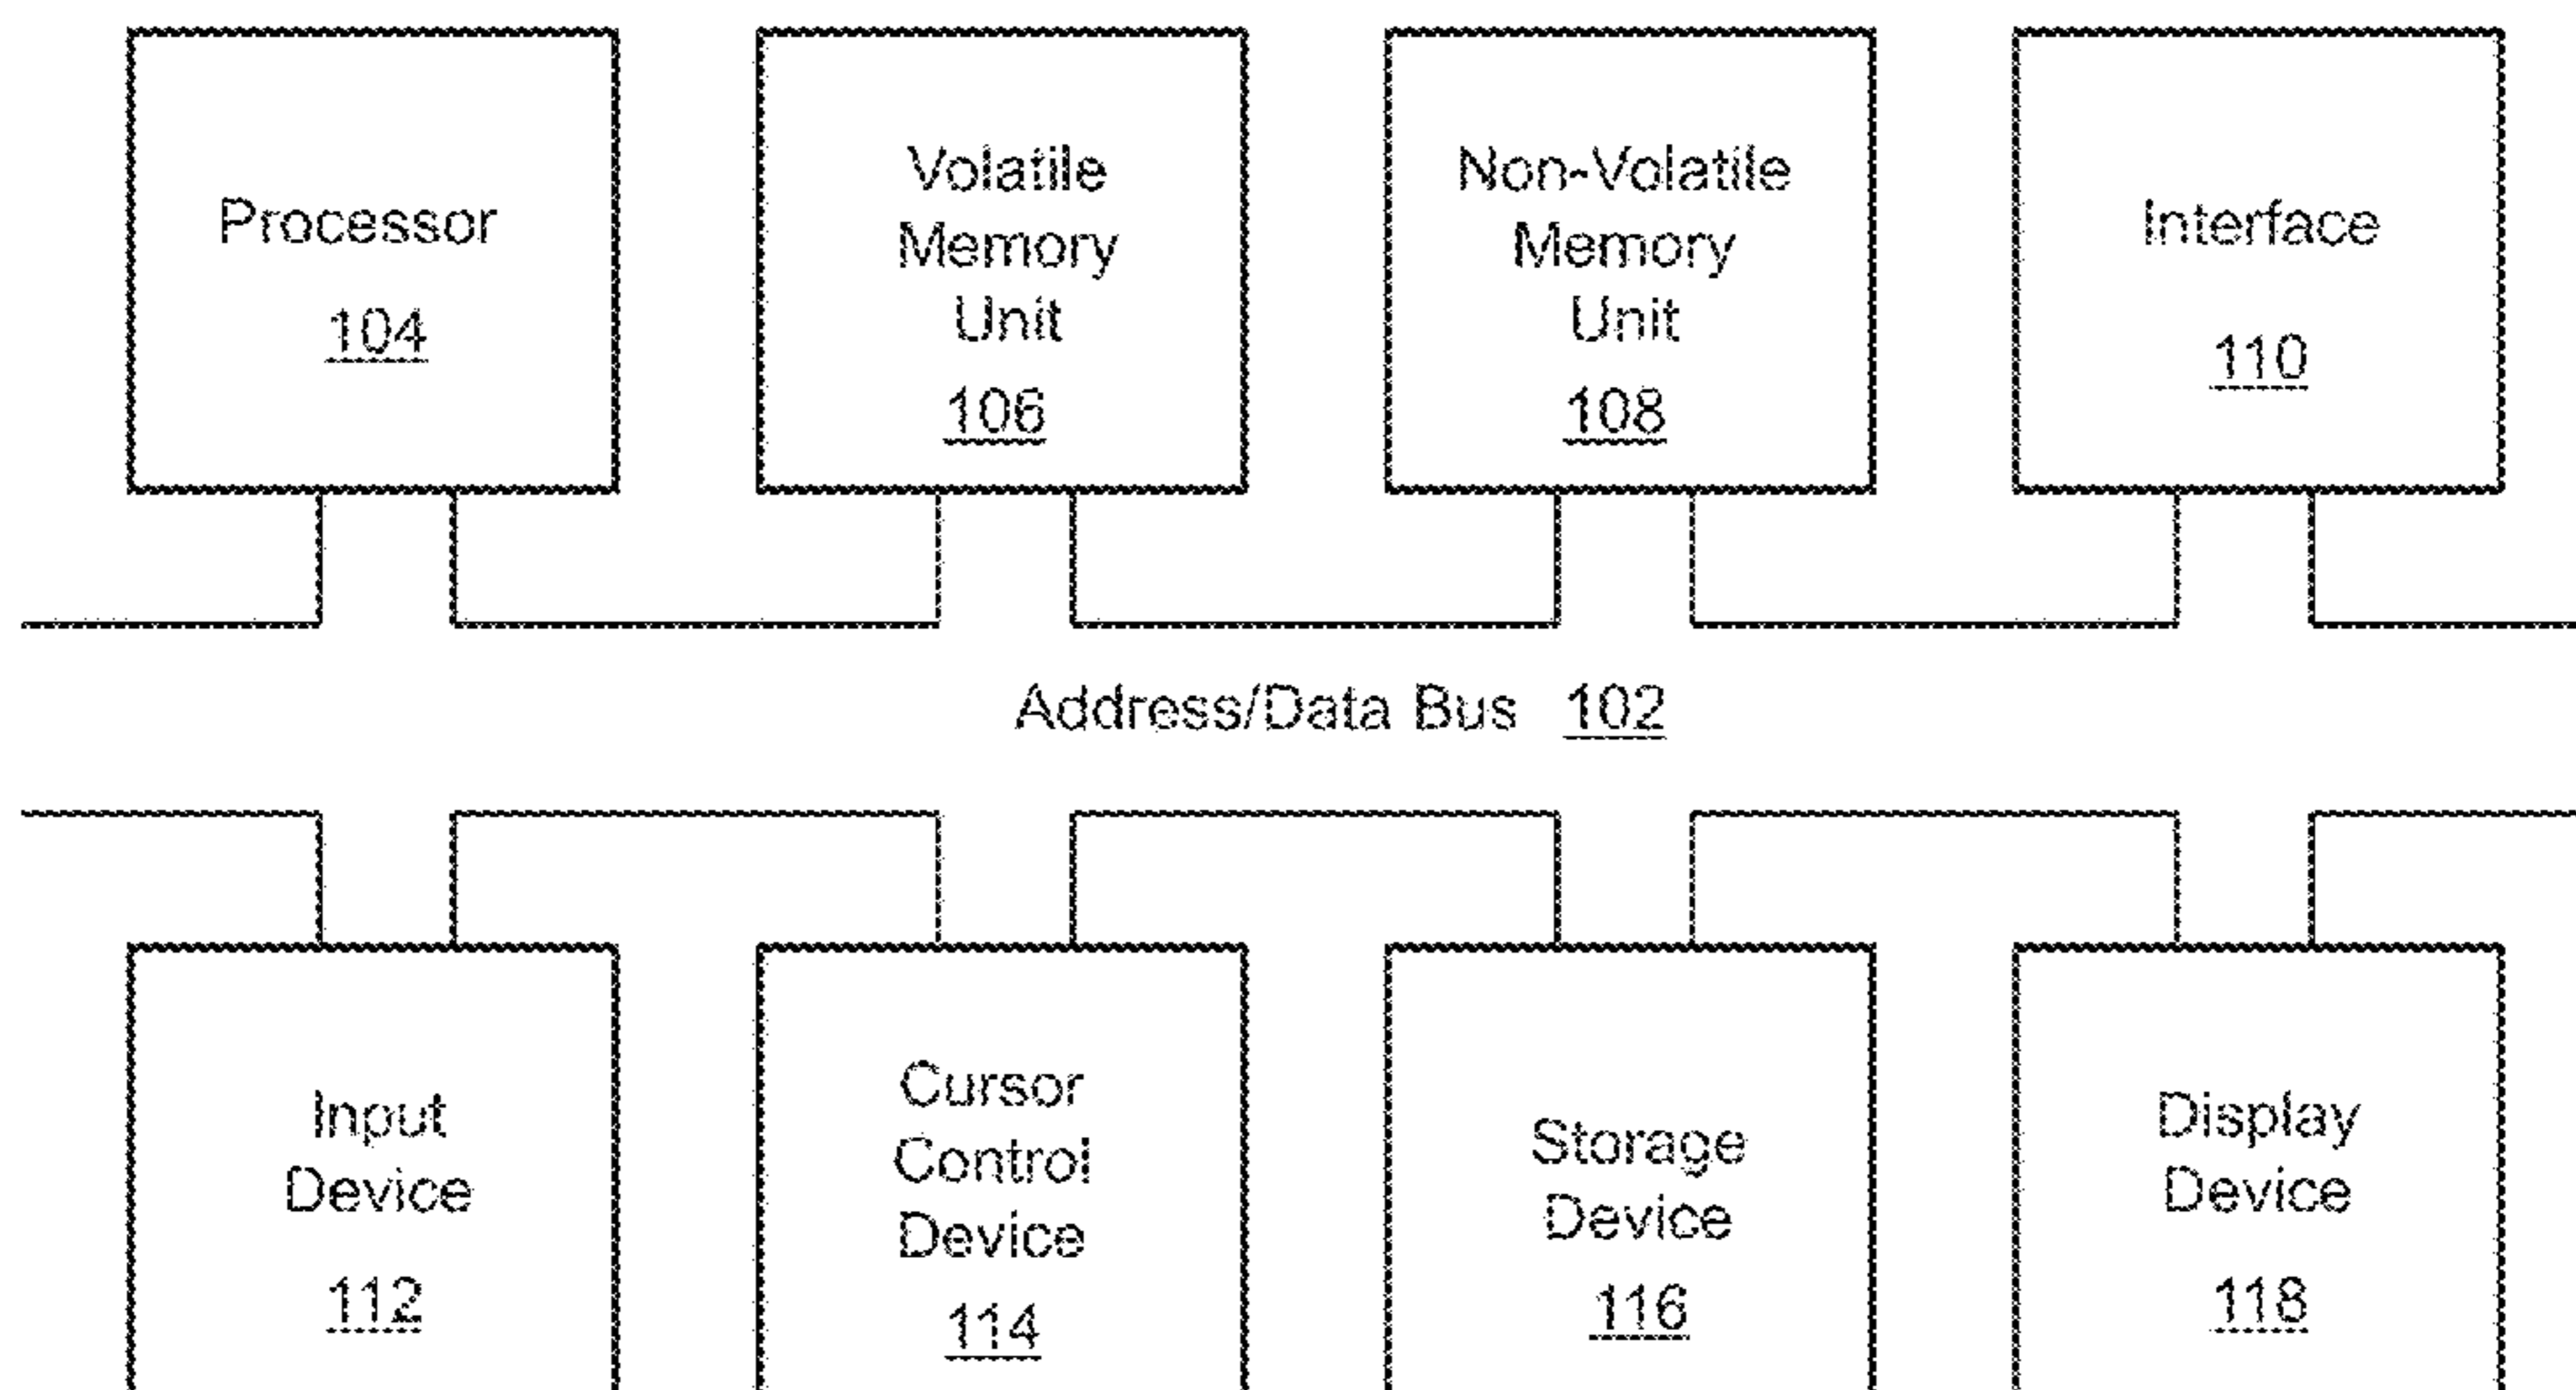 Processor
104
Volatile
Memory
Unit
106
Non-Volatile
Memory
Unit
108
Interface
110
Address/Data Bus 102
Input
Device
112
Cursor
Control
Device
114
Storage
Device
116
Display
Device
118